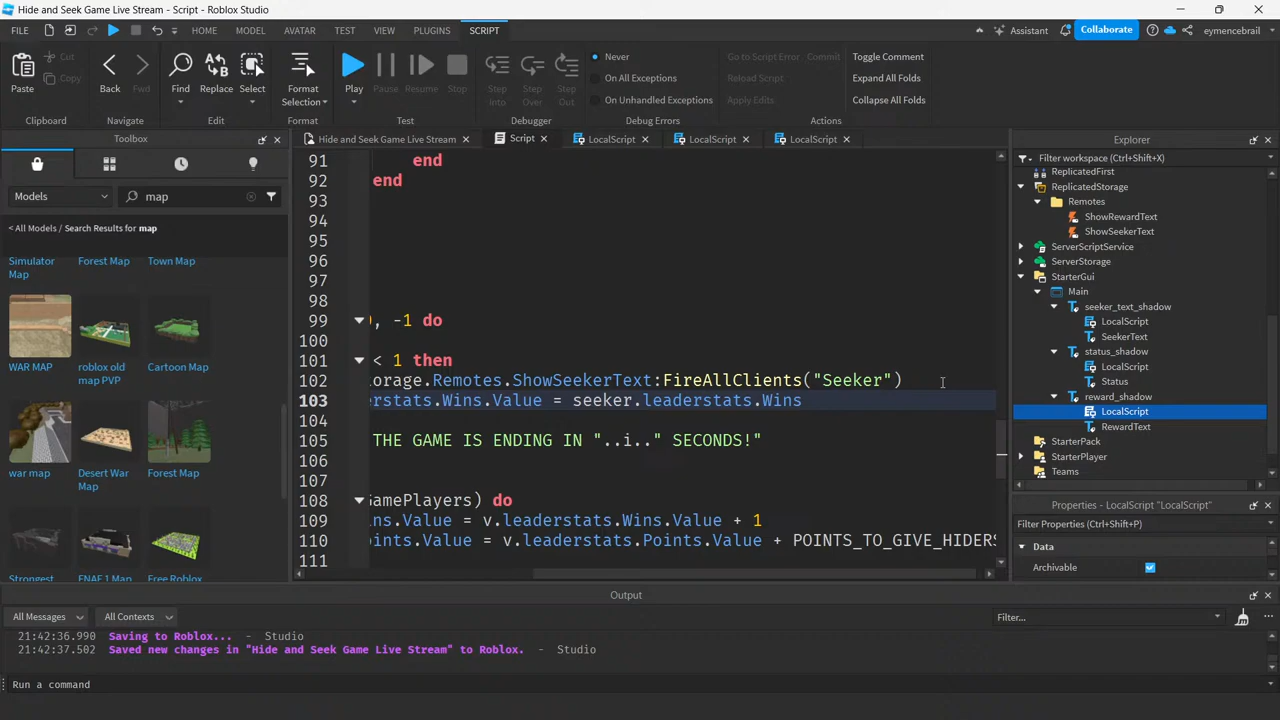 Hide and Seek Game Live Stream - Script - Roblox Studio
FILE HOME MODEL AVATAR TEST VIEW PLUGINS SCRIPT Assistant Collaborate eymencebrail
Paste Cut Copy Back Fwd Find Replace Select Format Selection Play Pause Resume Stop Step Into Step Over Step Out Never On All Exceptions On Unhandled Exceptions Go to Script Error Commit Reload Script Apply Edits Toggle Comment Expand All Folds Collapse All Folds
Clipboard Navigate Edit Format Test Debugger Debug Errors Actions
Toolbox
Models map
< All Models / Search Results for map
Simulator Map Forest Map Town Map
WAR MAP roblox old map PVP Cartoon Map
war map Desert War Map Forest Map
Strongest FNAF 1 Map Free Roblox
Hide and Seek Game Live Stream Script LocalScript LocalScript LocalScript
91 end
92 end
93
94
95
96
97
98
99 ), -1 do
100
101 < 1 then
102 orage.Remotes.ShowSeekerText:FireAllClients("Seeker")
103 erstats.Wins.Value = seeker.leaderstats.Wins
104
105 THE GAME IS ENDING IN "..i.." SECONDS!"
106
107
108 GamePlayers) do
109 ns.Value = v.leaderstats.Wins.Value + 1
110 oints.Value = v.leaderstats.Points.Value + POINTS_TO_GIVE_HIDERS
111
Explorer
Filter workspace (Ctrl+Shift+X)
ReplicatedFirst
ReplicatedStorage
Remotes
ShowRewardText
ShowSeekerText
ServerScriptService
ServerStorage
StarterGui
Main
seeker_text_shadow
LocalScript
SeekerText
status_shadow
LocalScript
Status
reward_shadow
LocalScript
RewardText
StarterPack
StarterPlayer
Teams
Properties - LocalScript "LocalScript"
Filter Properties (Ctrl+Shift+P)
Data
Archivable
Output
All Messages All Contexts Filter...
21:42:36.990 Saving to Roblox... - Studio
21:42:37.502 Saved new changes in "Hide and Seek Game Live Stream" to Roblox. - Studio
Run a command